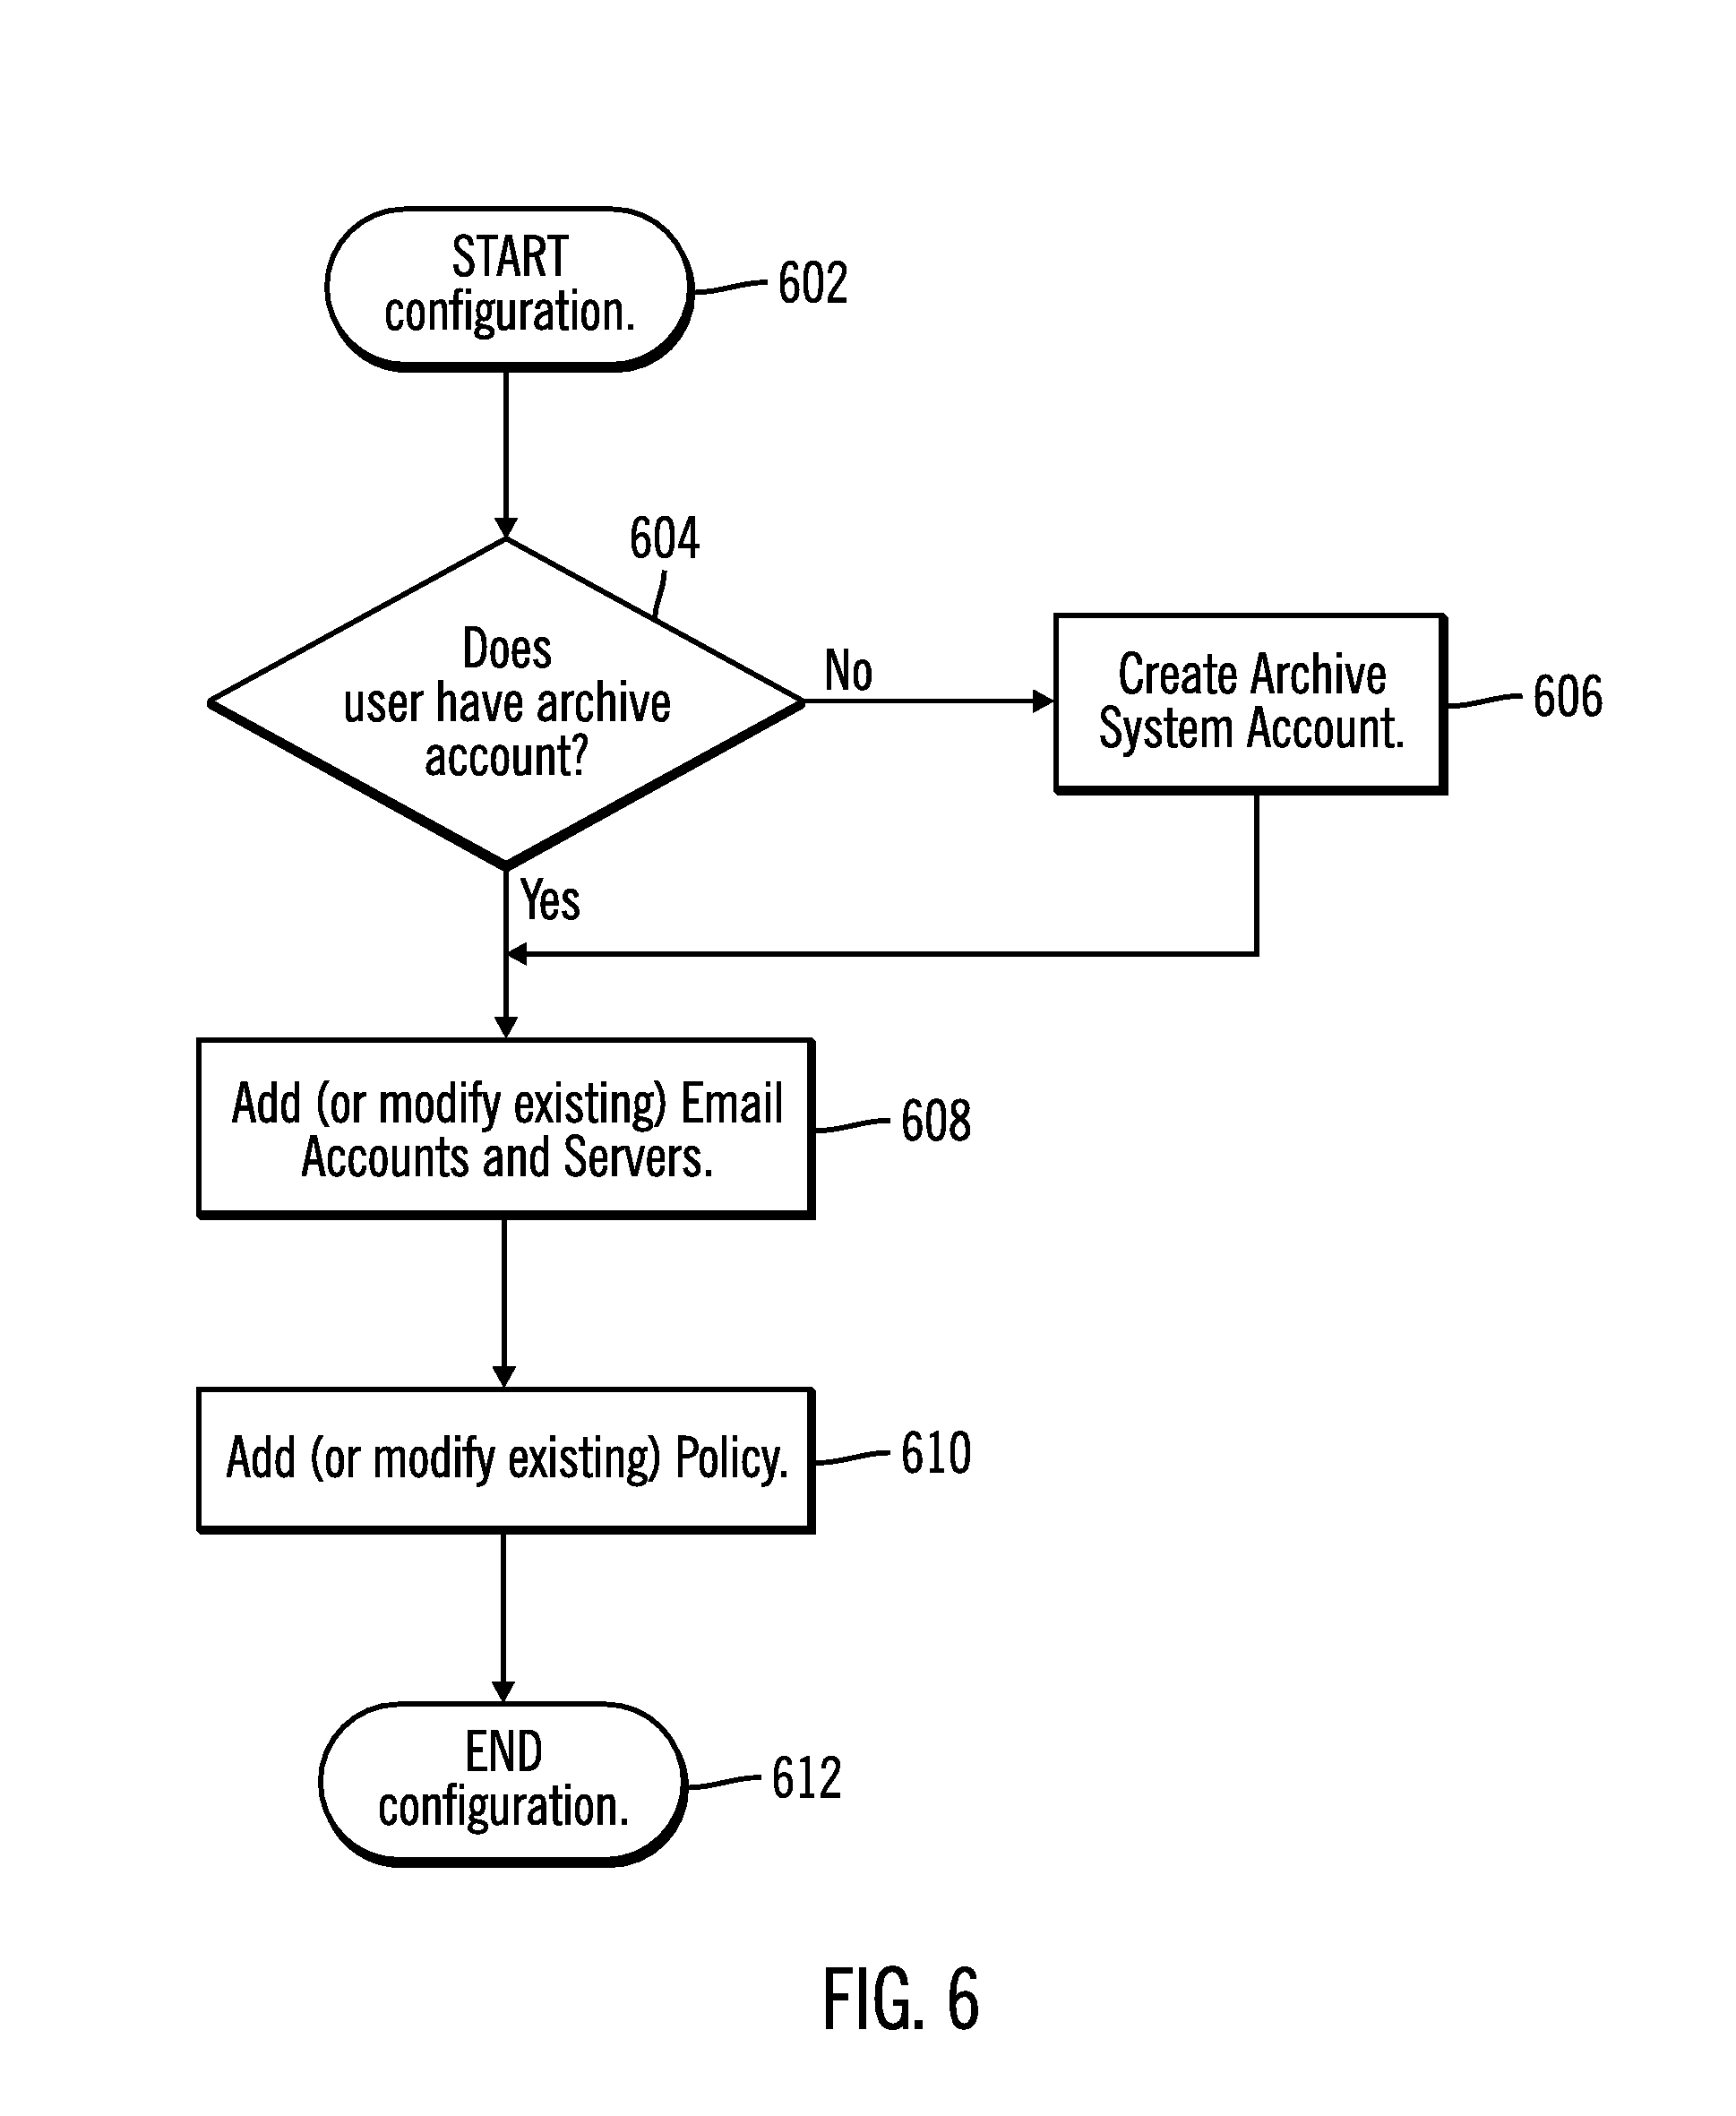 START
configuration.
602
604
Does
user have archive
account?
No
Create Archive
System Account.
606
Yes
Add (or modify existing) Email
Accounts and Servers.
608
Add (or modify existing) Policy.
610
END
configuration.
612
FIG. 6